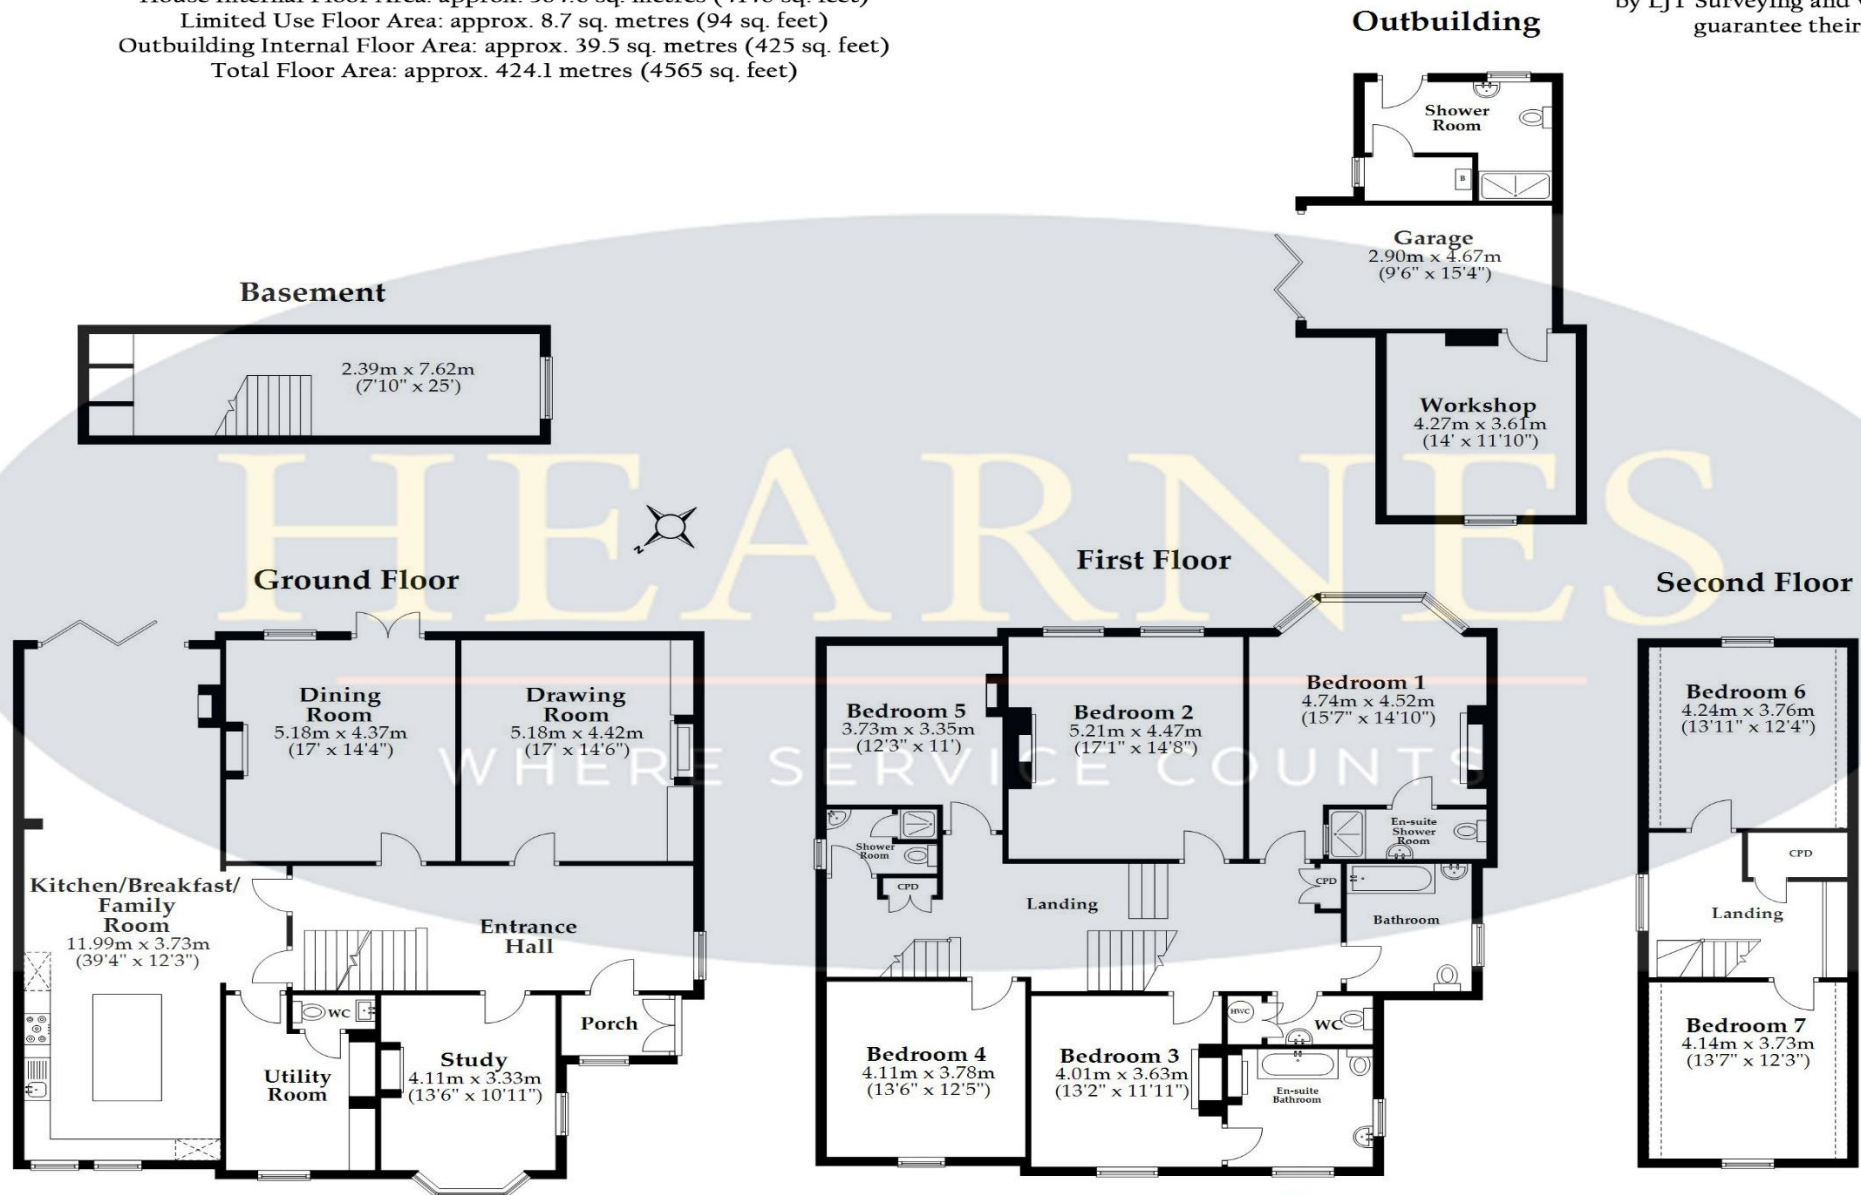 Limited Use Floor Area: approx. 8.7 sq. metres (94 sq. feet)
Outbuilding Internal Floor Area: approx. 39.5 sq. metres (425 sq. feet)
Total Floor Area: approx. 424.1 metres (4565 sq. feet)
by LJT Surveying and
guarantee their
Outbuilding
Shower
Room
B
Garage
2.90m x 4.67m
(9'6" x 15'4")
Workshop
4.27m x 3.61m
(14' x 11'10")
Basement
2.39m x 7.62m
(7'10" x 25')
HEARNES
WHERE SERVICE COUNTS
N
Ground Floor
Dining
Room
5.18m x 4.37m
(17' x 14'4")
Drawing
Room
5.18m x 4.42m
(17' x 14'6")
Kitchen/Breakfast/
Family
Room
11.99m x 3.73m
(39'4" x 12'3")
Entrance
Hall
WC
Porch
Utility
Room
Study
4.11m x 3.33m
(13'6" x 10'11")
First Floor
Bedroom 5
3.73m x 3.35m
(12'3" x 11')
Bedroom 2
5.21m x 4.47m
(17'1" x 14'8")
Bedroom 1
4.74m x 4.52m
(15'7" x 14'10")
En-suite
Shower
Room
Shower
Room
CPD
CPD
Landing
Bathroom
HWC
WC
Bedroom 4
4.11m x 3.78m
(13'6" x 12'5")
Bedroom 3
4.01m x 3.63m
(13'2" x 11'11")
En-suite
Bathroom
Second Floor
Bedroom 6
4.24m x 3.76m
(13'11" x 12'4")
CPD
Landing
Bedroom 7
4.14m x 3.73m
(13'7" x 12'3")